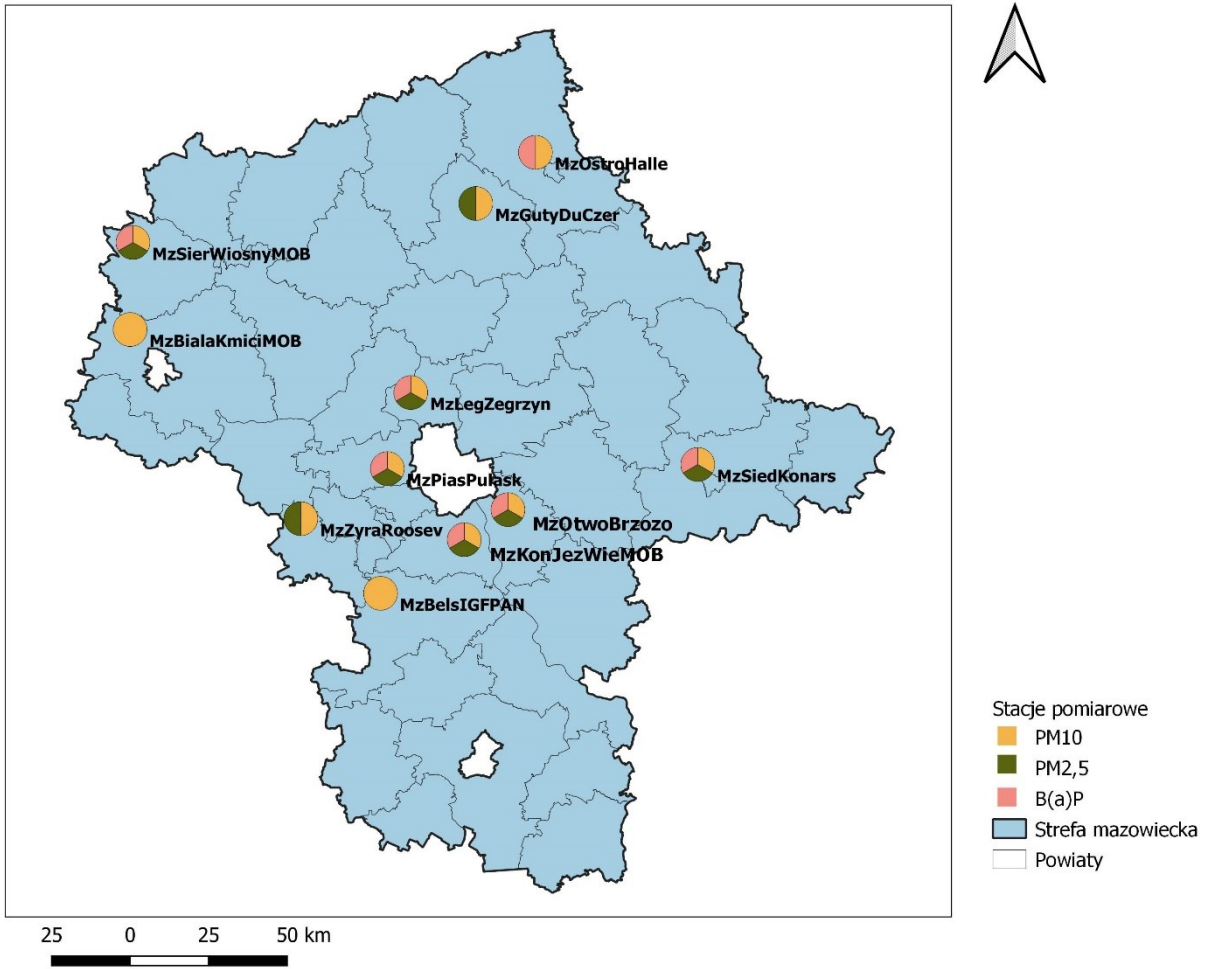 MzOstroHalle
MzGutyDuCzer
MzSierWiosnyMOB
MzBialaKmiciMOB
MzLegZegrzyn
MzPiasPulask
MzSiedKonars
MzOtwoBrzozo
MzZyraRoosev
MzKonJezWieMOB
MzBelsIGFPAN
Stacje pomiarowe
PM10
PM2,5
B(a)P
Strefa mazowiecka
Powiaty
25 0 25 50 km